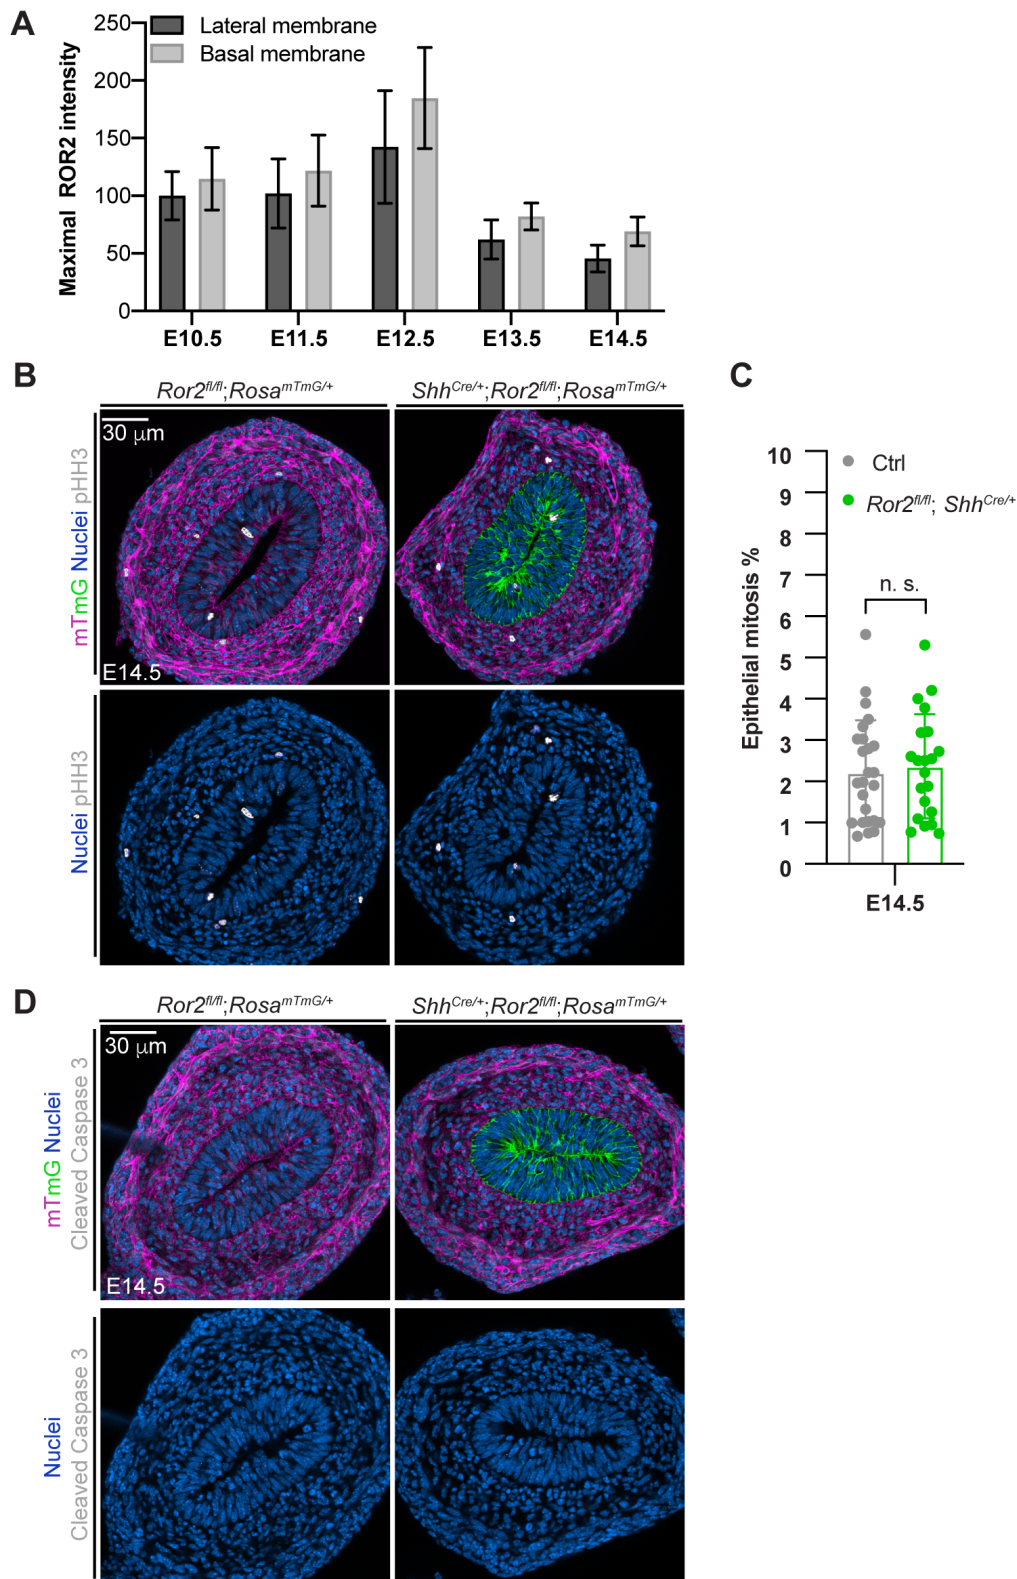 A
250
200
150
100
50
0
Maximal ROR2 intensity
Lateral membrane
Basal membrane
E10.5 E11.5 E12.5 E13.5 E14.5
B
Ror2fl/fl;RosamTmG/+ ShhCre/+;Ror2fl/fl;RosamTmG/+
mTmG Nuclei pHH3
30 µm
E14.5
Nuclei pHH3
C
10
9
8
7
6
5
4
3
2
1
0
Epithelial mitosis %
Ctrl
Ror2fl/fl; ShhCre/+
n. s.
E14.5
D
Ror2fl/fl;RosamTmG/+ ShhCre/+;Ror2fl/fl;RosamTmG/+
mTmG Nuclei
Cleaved Caspase 3
30 µm
E14.5
Nuclei
Cleaved Caspase 3